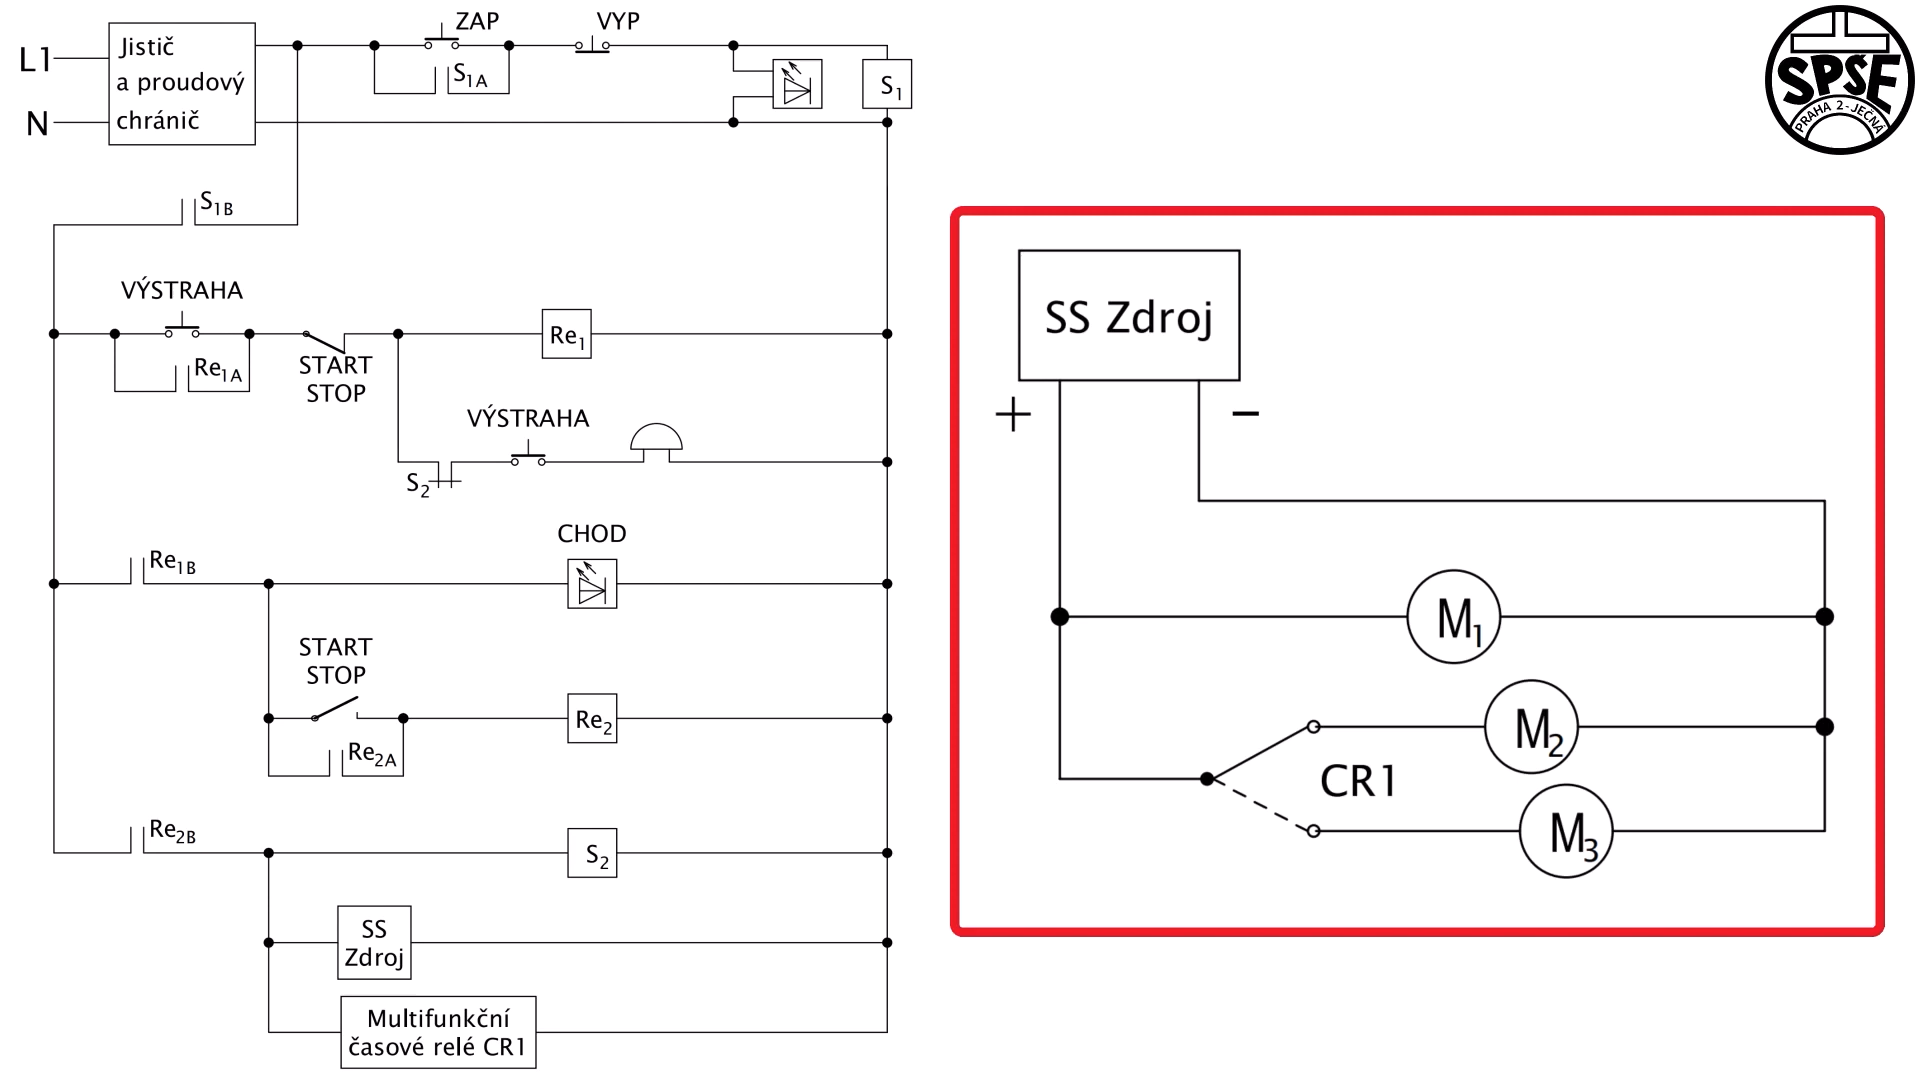 L1
N
Jistič
a proudový
chránič
ZAP
VYP
S1A
S1
S1B
VÝSTRAHA
Re1A
START
STOP
Re1
VÝSTRAHA
S2
CHOD
Re1B
START
STOP
Re2
Re2A
Re2B
S2
SS
Zdroj
Multifunkční
časové relé CR1
SS Zdroj
+
−
M1
M2
CR1
M3
SPŠE
PRAHA 2 - JEČNÁ